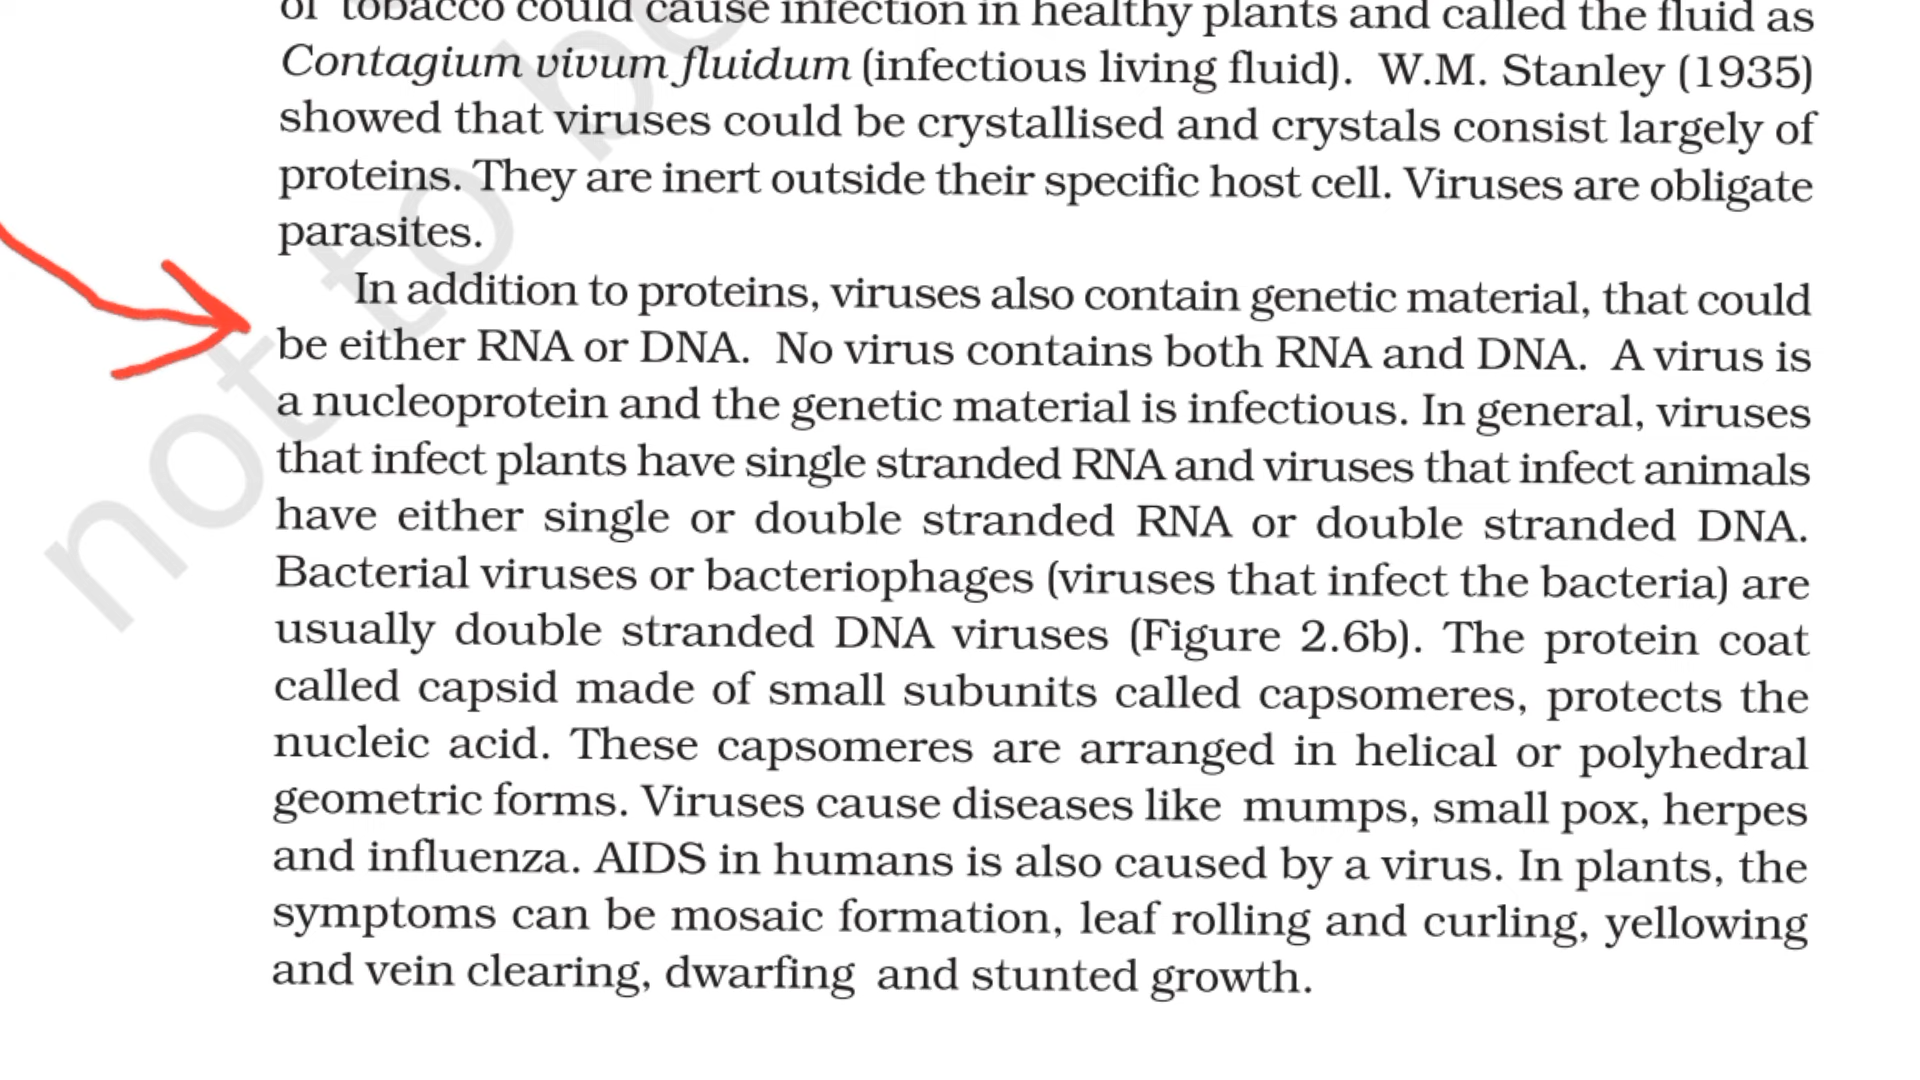 of tobacco could cause infection in healthy plants and called the fluid as
Contagium vivum fluidum (infectious living fluid). W.M. Stanley (1935)
showed that viruses could be crystallised and crystals consist largely of
proteins. They are inert outside their specific host cell. Viruses are obligate
parasites.
In addition to proteins, viruses also contain genetic material, that could
be either RNA or DNA. No virus contains both RNA and DNA. A virus is
a nucleoprotein and the genetic material is infectious. In general, viruses
that infect plants have single stranded RNA and viruses that infect animals
have either single or double stranded RNA or double stranded DNA.
Bacterial viruses or bacteriophages (viruses that infect the bacteria) are
usually double stranded DNA viruses (Figure 2.6b). The protein coat
called capsid made of small subunits called capsomeres, protects the
nucleic acid. These capsomeres are arranged in helical or polyhedral
geometric forms. Viruses cause diseases like mumps, small pox, herpes
and influenza. AIDS in humans is also caused by a virus. In plants, the
symptoms can be mosaic formation, leaf rolling and curling, yellowing
and vein clearing, dwarfing and stunted growth.
not to be